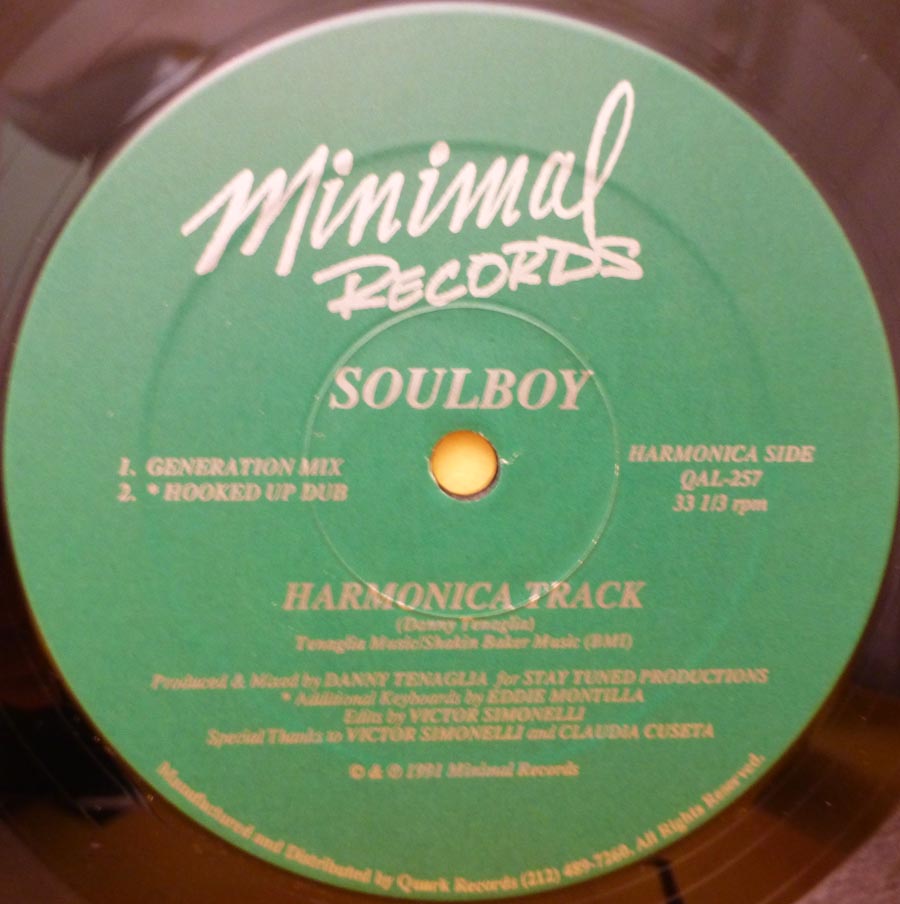 Minimal
RECORDS
SOULBOY
1. GENERATION MIX
2. * HOOKED UP DUB
HARMONICA SIDE
QAL-257
33 1/3 rpm
HARMONICA TRACK
(Danny Tenaglia)
Tenaglia Music/Shakin Baker Music (BMI)
Produced & Mixed by DANNY TENAGLIA for STAY TUNED PRODUCTIONS
* Additional Keyboards by EDDIE MONTILLA
Edits by VICTOR SIMONELLI
Special Thanks to VICTOR SIMONELLI and CLAUDIA CUSETA
© & ℗ 1991 Minimal Records
Manufactured and Distributed by Quark Records (212) 489-7260. All Rights Reserved.